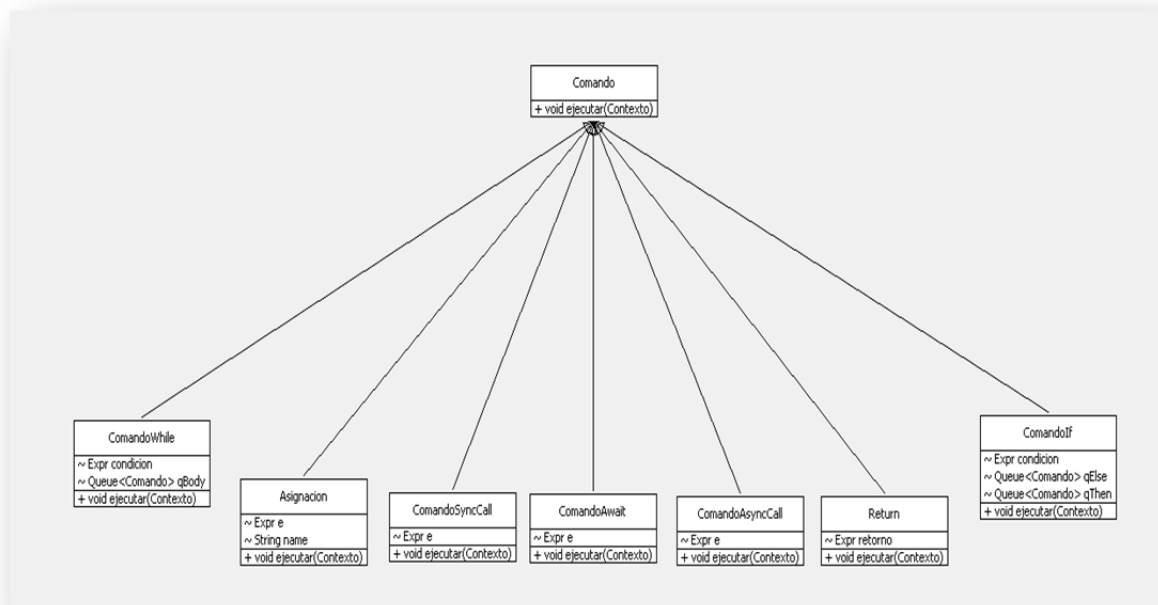 Comando
+ void ejecutar(Contexto)
ComandoWhile
~ Expr condicion
~ Queue<Comando> qBody
+ void ejecutar(Contexto)
Asignacion
~ Expr e
~ String name
+ void ejecutar(Contexto)
ComandoSyncCall
~ Expr e
+ void ejecutar(Contexto)
ComandoAwait
~ Expr e
+ void ejecutar(Contexto)
ComandoAsyncCall
~ Expr e
+ void ejecutar(Contexto)
Return
~ Expr retorno
+ void ejecutar(Contexto)
ComandoIf
~ Expr condicion
~ Queue<Comando> qElse
~ Queue<Comando> qThen
+ void ejecutar(Contexto)